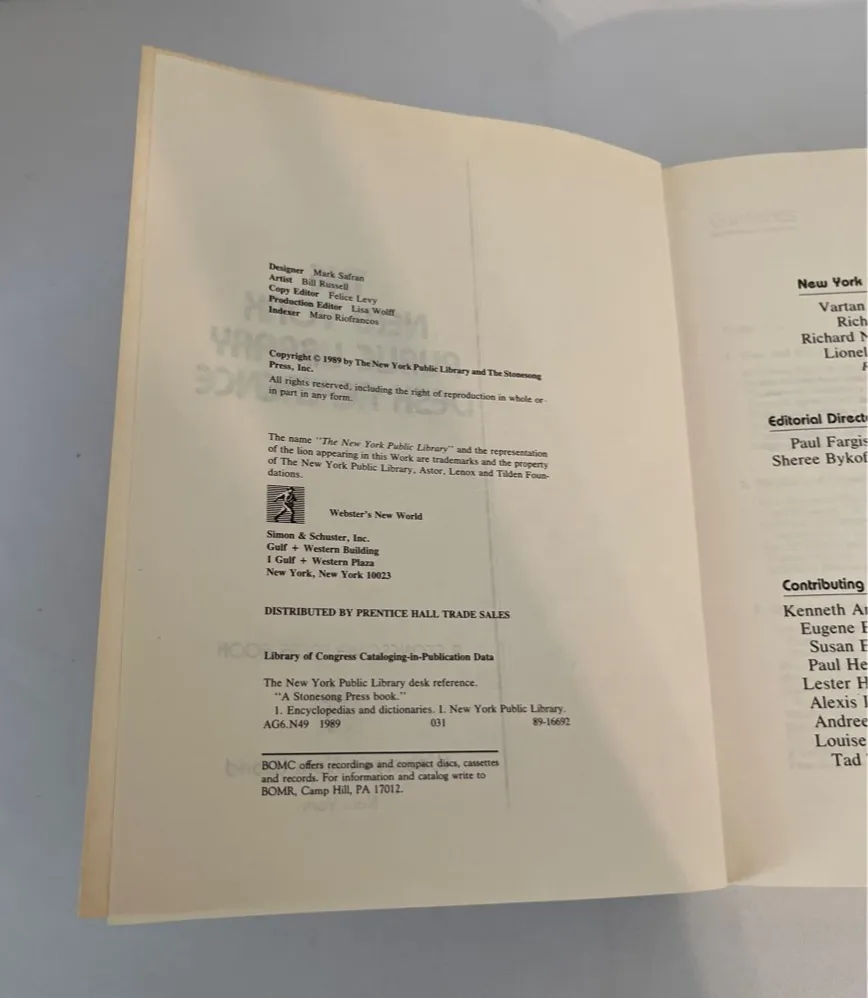 Designer Mark Safran
Artist Bill Russell
Copy Editor Felice Levy
Production Editor Lisa Wolff
Indexer Maro Riofrancos
Copyright © 1989 by The New York Public Library and The Stonesong
Press, Inc.
All rights reserved, including the right of reproduction in whole or
in part in any form.
The name "The New York Public Library" and the representation
of the lion appearing in this Work are trademarks and the property
of The New York Public Library, Astor, Lenox and Tilden Foun-
dations.
Webster's New World
Simon & Schuster, Inc.
Gulf + Western Building
1 Gulf + Western Plaza
New York, New York 10023
DISTRIBUTED BY PRENTICE HALL TRADE SALES
Library of Congress Cataloging-in-Publication Data
The New York Public Library desk reference.
"A Stonesong Press book."
1. Encyclopedias and dictionaries. I. New York Public Library.
AG6.N49 1989 031 89-16692
BOMC offers recordings and compact discs, cassettes
and records. For information and catalog write to
BOMR, Camp Hill, PA 17012.
New York
Vartan
Rich
Richard N
Lionel
Editorial Direct
Paul Fargis
Sheree Bykof
Contributing
Kenneth A
Eugene
Susan E
Paul He
Lester H
Alexis
Andree
Louise
Tad